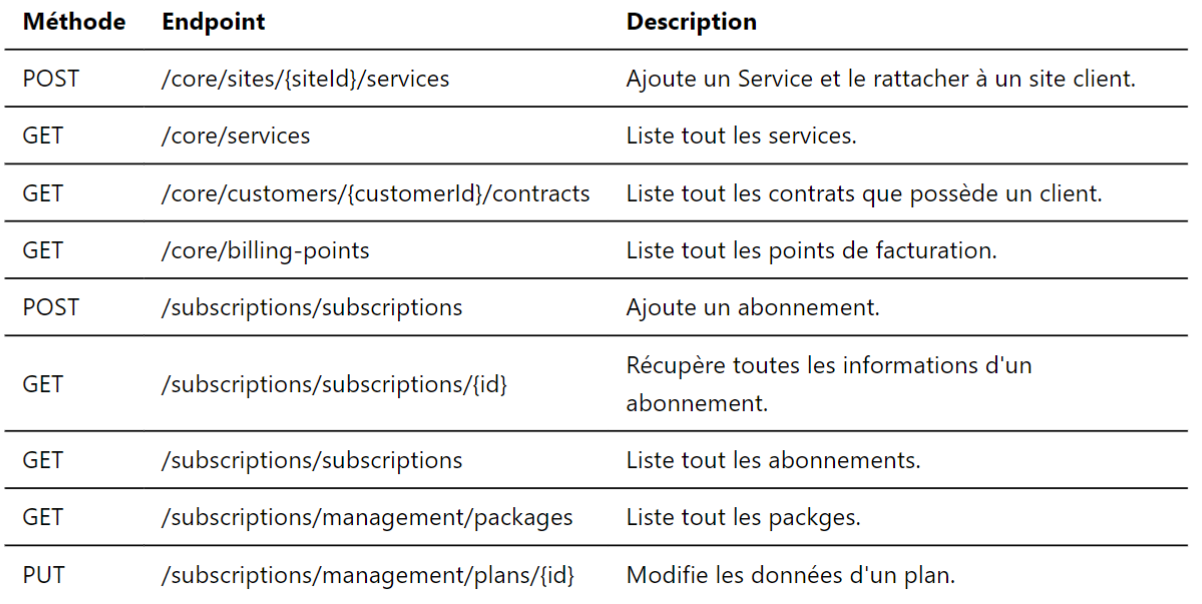 Méthode Endpoint Description
POST /core/sites/{siteId}/services Ajoute un Service et le rattacher à un site client.
GET /core/services Liste tout les services.
GET /core/customers/{customerId}/contracts Liste tout les contrats que possède un client.
GET /core/billing-points Liste tout les points de facturation.
POST /subscriptions/subscriptions Ajoute un abonnement.
GET /subscriptions/subscriptions/{id} Récupère toutes les informations d'un
abonnement.
GET /subscriptions/subscriptions Liste tout les abonnements.
GET /subscriptions/management/packages Liste tout les packges.
PUT /subscriptions/management/plans/{id} Modifie les données d'un plan.